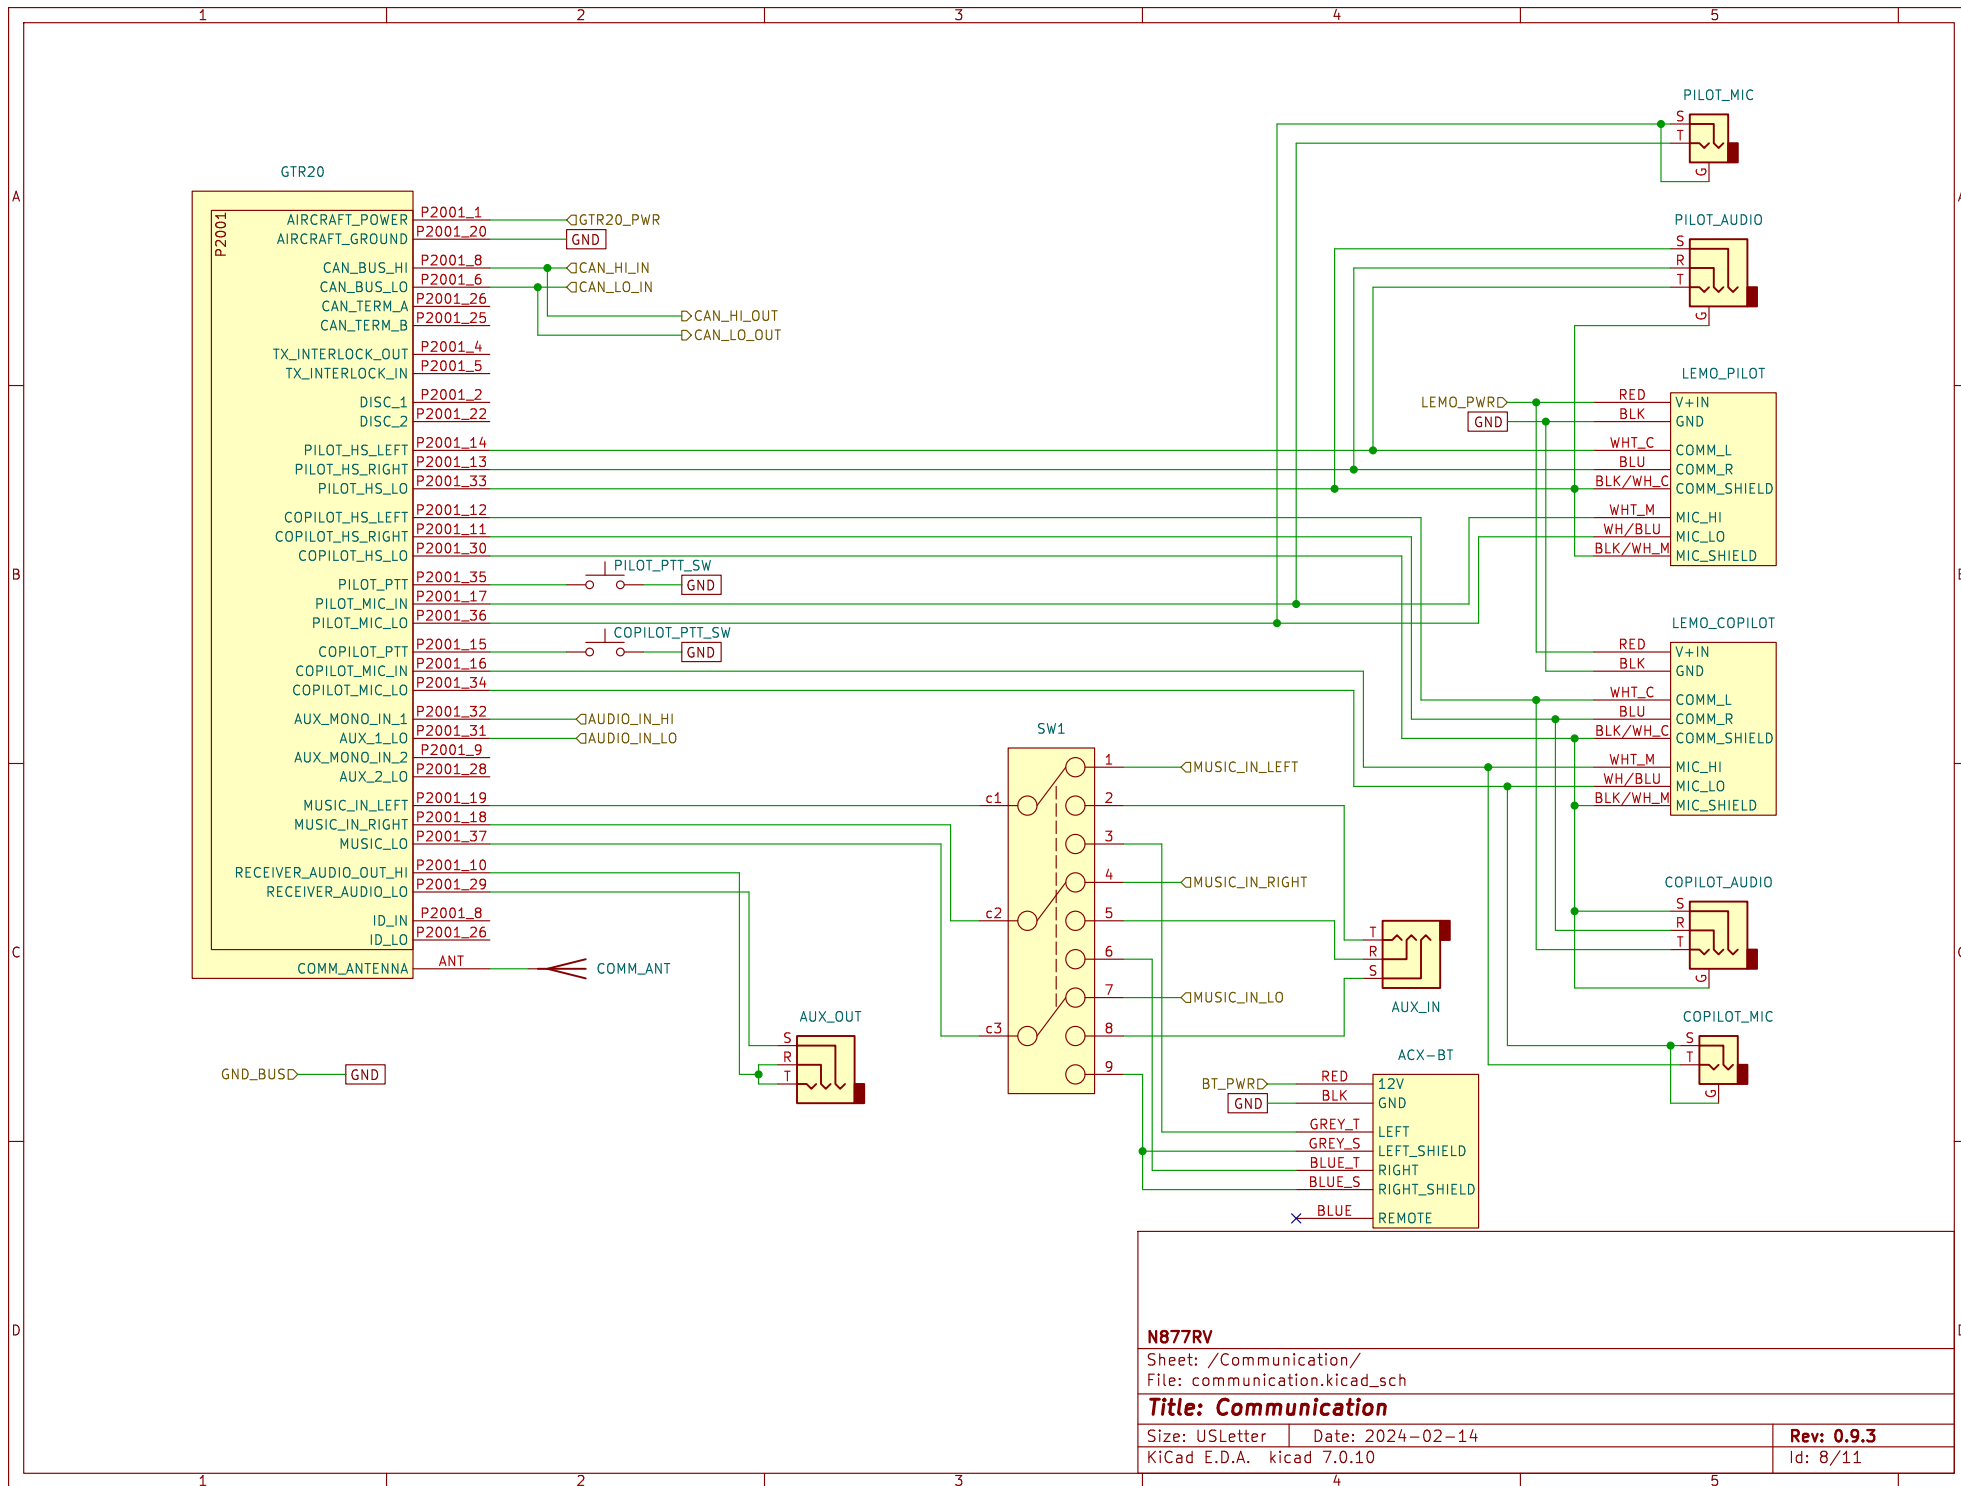 1 2 3 4 5
A
B
C
D
GTR20
P2001
AIRCRAFT_POWER P2001_1 GTR20_PWR
AIRCRAFT_GROUND P2001_20 GND
CAN_BUS_HI P2001_8 CAN_HI_IN
CAN_BUS_LO P2001_6 CAN_LO_IN
CAN_TERM_A P2001_26
CAN_HI_OUT
CAN_TERM_B P2001_25
CAN_LO_OUT
TX_INTERLOCK_OUT P2001_4
TX_INTERLOCK_IN P2001_5
DISC_1 P2001_2
DISC_2 P2001_22
PILOT_HS_LEFT P2001_14
PILOT_HS_RIGHT P2001_13
PILOT_HS_LO P2001_33
COPILOT_HS_LEFT P2001_12
COPILOT_HS_RIGHT P2001_11
COPILOT_HS_LO P2001_30
PILOT_PTT P2001_35 PILOT_PTT_SW GND
PILOT_MIC_IN P2001_17
PILOT_MIC_LO P2001_36
COPILOT_PTT P2001_15 COPILOT_PTT_SW GND
COPILOT_MIC_IN P2001_16
COPILOT_MIC_LO P2001_34
AUX_MONO_IN_1 P2001_32 AUDIO_IN_HI
AUX_1_LO P2001_31 AUDIO_IN_LO
AUX_MONO_IN_2 P2001_9
AUX_2_LO P2001_28
MUSIC_IN_LEFT P2001_19
MUSIC_IN_RIGHT P2001_18
MUSIC_LO P2001_37
RECEIVER_AUDIO_OUT_HI P2001_10
RECEIVER_AUDIO_LO P2001_29
ID_IN P2001_8
ID_LO P2001_26
COMM_ANTENNA ANT COMM_ANT
GND_BUS GND
AUX_OUT
S
R
T
SW1
c1
c2
c3
1 MUSIC_IN_LEFT
2
3
4 MUSIC_IN_RIGHT
5
6
7 MUSIC_IN_LO
8
9
T
R
S
AUX_IN
ACX-BT
BT_PWR RED 12V
GND BLK GND
GREY_T LEFT
GREY_S LEFT_SHIELD
BLUE_T RIGHT
BLUE_S RIGHT_SHIELD
BLUE REMOTE
PILOT_MIC
S
T
G
PILOT_AUDIO
S
R
T
G
LEMO_PILOT
LEMO_PWR RED V+IN
GND BLK GND
WHT_C COMM_L
BLU COMM_R
BLK/WH_C COMM_SHIELD
WHT_M MIC_HI
WH/BLU MIC_LO
BLK/WH_M MIC_SHIELD
LEMO_COPILOT
RED V+IN
BLK GND
WHT_C COMM_L
BLU COMM_R
BLK/WH_C COMM_SHIELD
WHT_M MIC_HI
WH/BLU MIC_LO
BLK/WH_M MIC_SHIELD
COPILOT_AUDIO
S
R
T
G
COPILOT_MIC
S
T
G
N877RV
Sheet: /Communication/
File: communication.kicad_sch
Title: Communication
Size: USLetter Date: 2024-02-14 Rev: 0.9.3
KiCad E.D.A. kicad 7.0.10 Id: 8/11
1 2 3 4 5